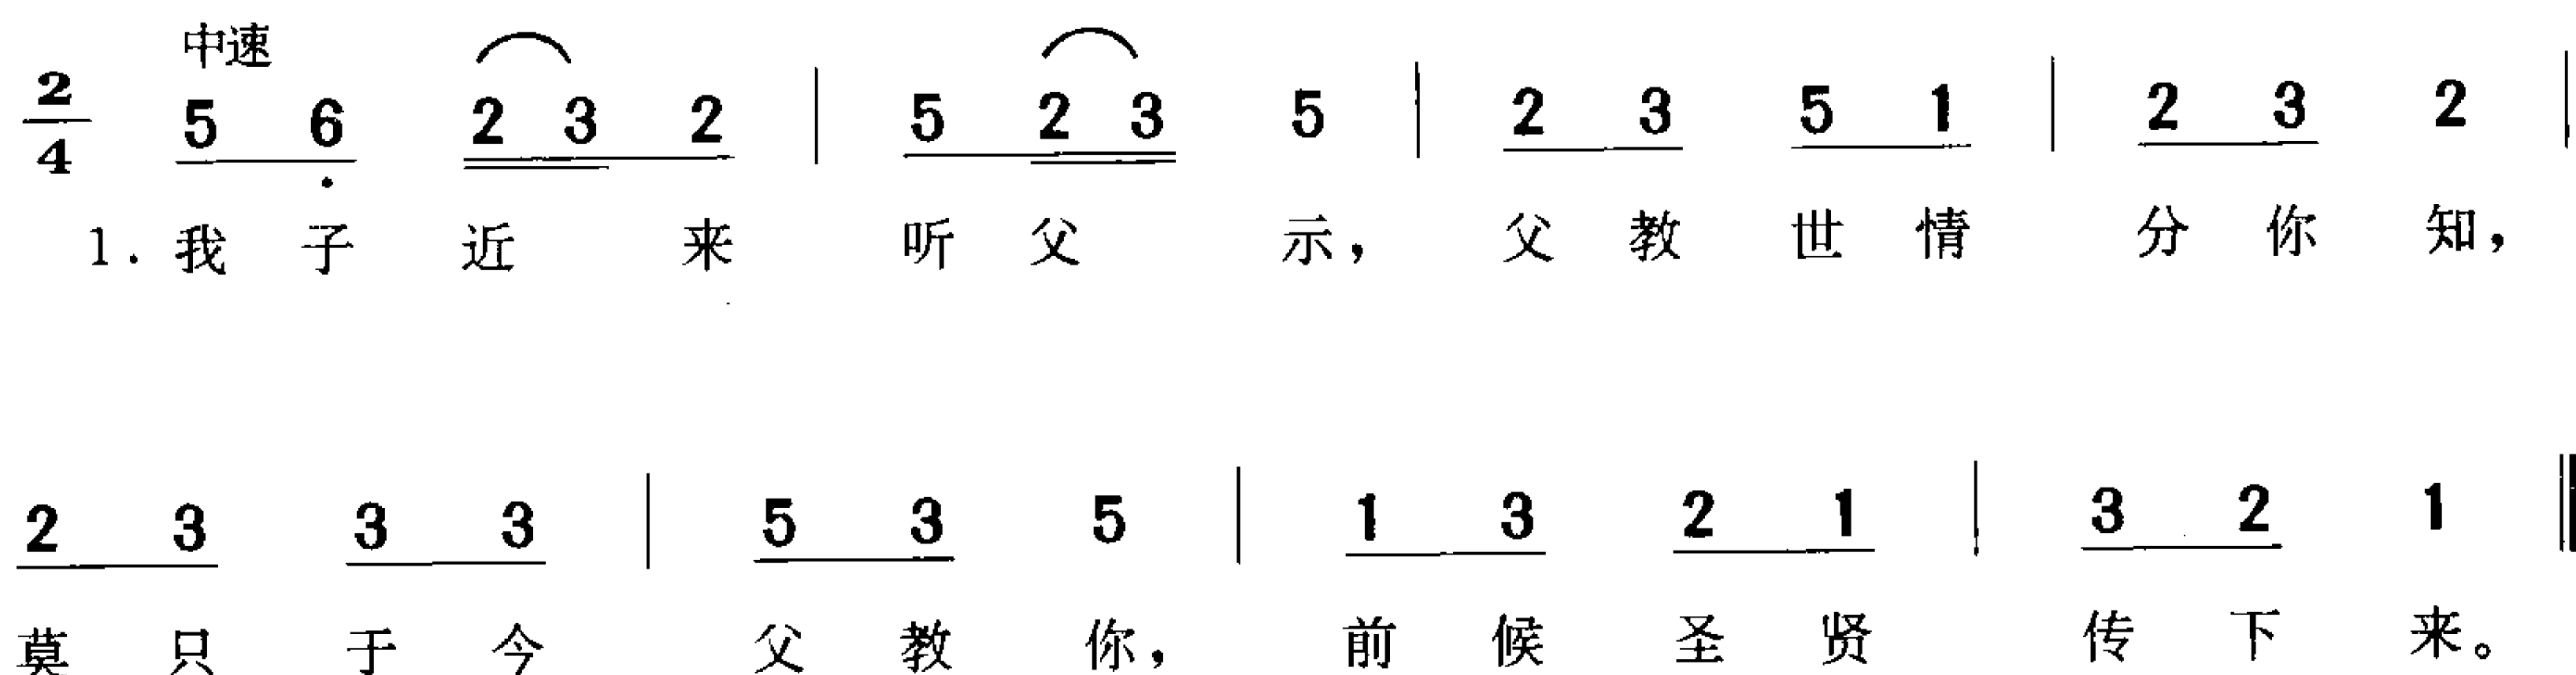 中速
2/4 5 6 2 3 2 | 5 2 3 5 | 2 3 5 1 | 2 3 2 |
1. 我 子 近 来 听 父 示， 父 教 世 情 分 你 知，
2 3 3 3 | 5 3 5 | 1 3 2 1 | 3 2 1 ‖
莫 只 于 今 父 教 你， 前 候 圣 贤 传 下 来。